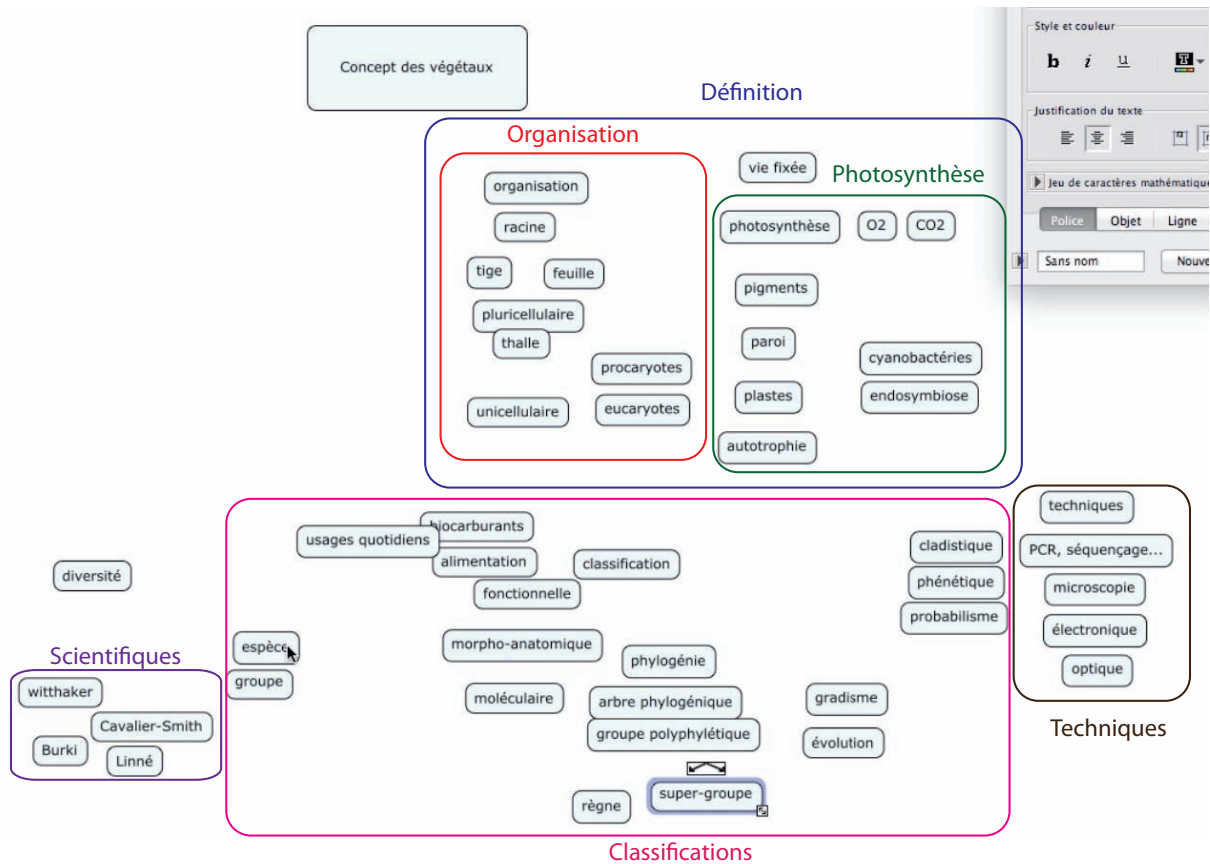 Concept des végétaux
Style et couleur
b i u T
Justification du texte
Jeu de caractères mathématique
Police Objet Ligne
Sans nom Nouve
Définition
Organisation
organisation
racine
tige feuille
pluricellulaire
thalle
procaryotes
unicellulaire eucaryotes
vie fixée
Photosynthèse
photosynthèse O2 CO2
pigments
paroi
cyanobactéries
plastes endosymbiose
autotrophie
biocarburants
usages quotidiens
alimentation classification
fonctionnelle
cladistique
phénétique
probabilisme
espèce
groupe
morpho-anatomique
phylogénie
moléculaire
arbre phylogénique
gradisme
groupe polyphylétique
évolution
super-groupe
règne
Classifications
techniques
PCR, séquençage...
microscopie
électronique
optique
Techniques
diversité
Scientifiques
witthaker
Cavalier-Smith
Burki
Linné